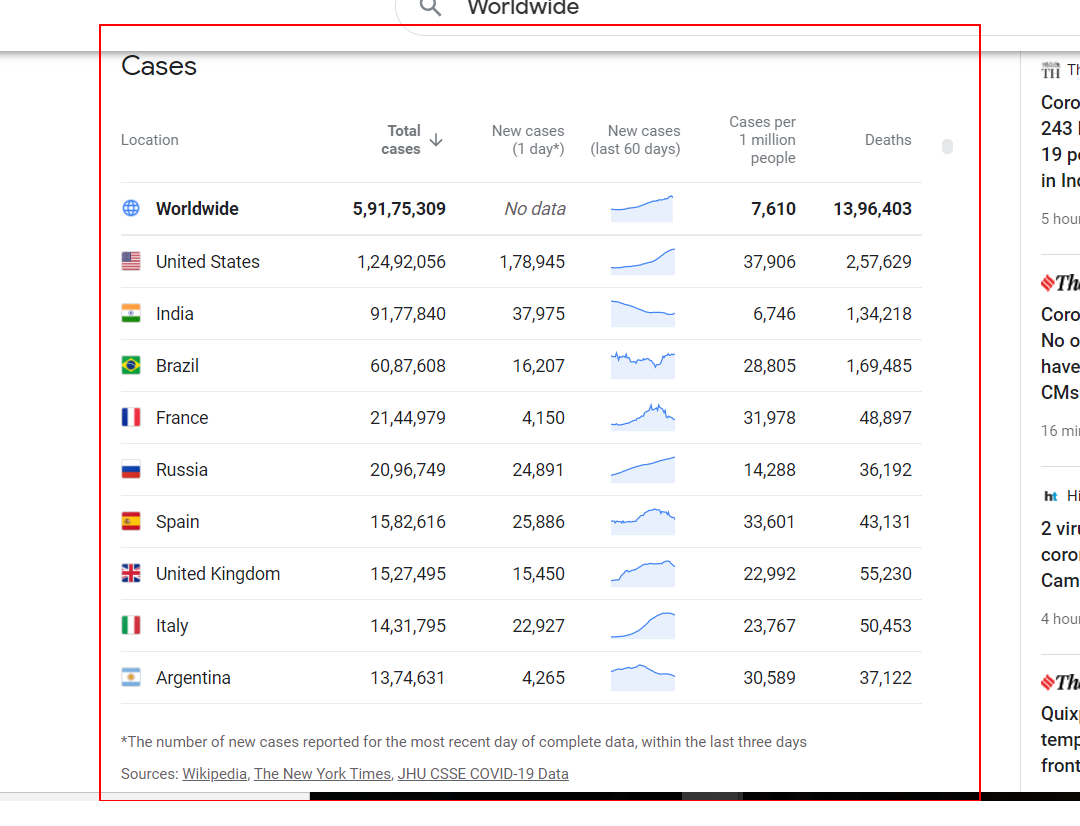 Worldwide
Cases
Location Total cases New cases (1 day*) New cases (last 60 days) Cases per 1 million people Deaths
Worldwide 5,91,75,309 No data 7,610 13,96,403
United States 1,24,92,056 1,78,945 37,906 2,57,629
India 91,77,840 37,975 6,746 1,34,218
Brazil 60,87,608 16,207 28,805 1,69,485
France 21,44,979 4,150 31,978 48,897
Russia 20,96,749 24,891 14,288 36,192
Spain 15,82,616 25,886 33,601 43,131
United Kingdom 15,27,495 15,450 22,992 55,230
Italy 14,31,795 22,927 23,767 50,453
Argentina 13,74,631 4,265 30,589 37,122
*The number of new cases reported for the most recent day of complete data, within the last three days
Sources: Wikipedia, The New York Times, JHU CSSE COVID-19 Data
TH Th
Coro
243
19 pe
in Ind
5 hour
The
Coro
No o
have
CMs
16 min
ht Hi
2 viru
coron
Cam
4 hour
The
Quix
temp
front